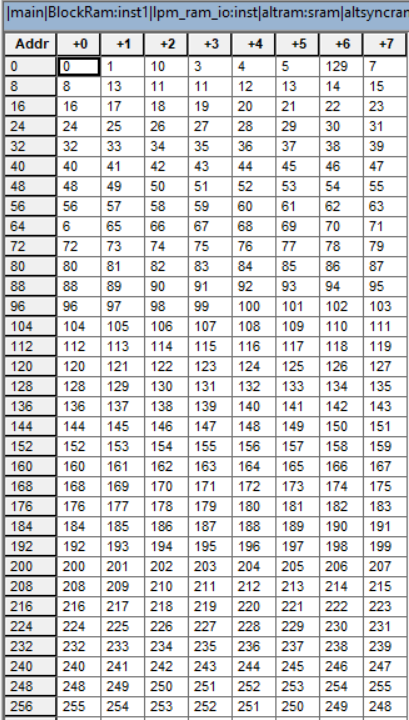 |main|BlockRam:inst1|lpm_ram_io:inst|altram:sram|altsyncram
Addr +0 +1 +2 +3 +4 +5 +6 +7
0 0 1 10 3 4 5 129 7
8 8 13 11 11 12 13 14 15
16 16 17 18 19 20 21 22 23
24 24 25 26 27 28 29 30 31
32 32 33 34 35 36 37 38 39
40 40 41 42 43 44 45 46 47
48 48 49 50 51 52 53 54 55
56 56 57 58 59 60 61 62 63
64 6 65 66 67 68 69 70 71
72 72 73 74 75 76 77 78 79
80 80 81 82 83 84 85 86 87
88 88 89 90 91 92 93 94 95
96 96 97 98 99 100 101 102 103
104 104 105 106 107 108 109 110 111
112 112 113 114 115 116 117 118 119
120 120 121 122 123 124 125 126 127
128 128 129 130 131 132 133 134 135
136 136 137 138 139 140 141 142 143
144 144 145 146 147 148 149 150 151
152 152 153 154 155 156 157 158 159
160 160 161 162 163 164 165 166 167
168 168 169 170 171 172 173 174 175
176 176 177 178 179 180 181 182 183
184 184 185 186 187 188 189 190 191
192 192 193 194 195 196 197 198 199
200 200 201 202 203 204 205 206 207
208 208 209 210 211 212 213 214 215
216 216 217 218 219 220 221 222 223
224 224 225 226 227 228 229 230 231
232 232 233 234 235 236 237 238 239
240 240 241 242 243 244 245 246 247
248 248 249 250 251 252 253 254 255
256 255 254 253 252 251 250 249 248